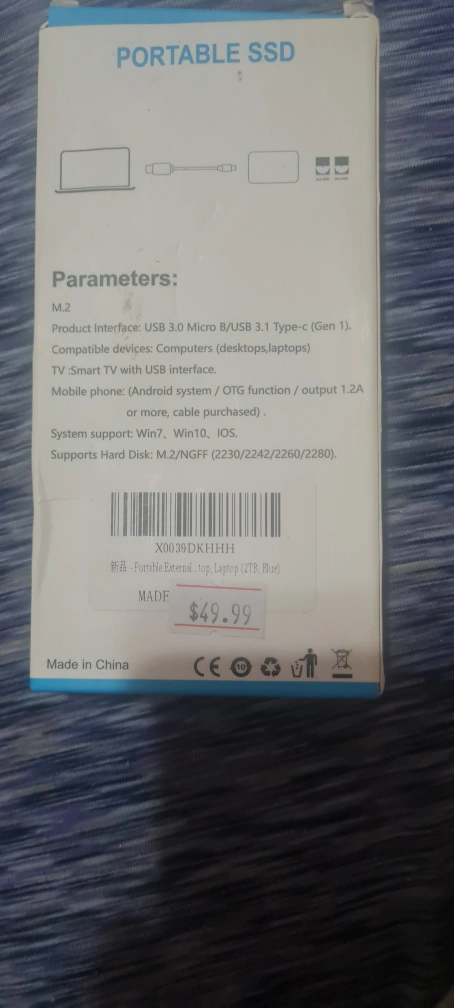 PORTABLE SSD
Parameters:
M.2
Product Interface: USB 3.0 Micro B/USB 3.1 Type-c (Gen 1).
Compatible devices: Computers (desktops,laptops)
TV :Smart TV with USB interface.
Mobile phone: (Android system / OTG function / output 1.2A
or more, cable purchased) .
System support: Win7、Win10、IOS.
Supports Hard Disk: M.2/NGFF (2230/2242/2260/2280).
X0039DKHHH
新品 - Portable External...top, Laptop (2TB, Blue)
MADE
$49.99
Made in China
CE 10